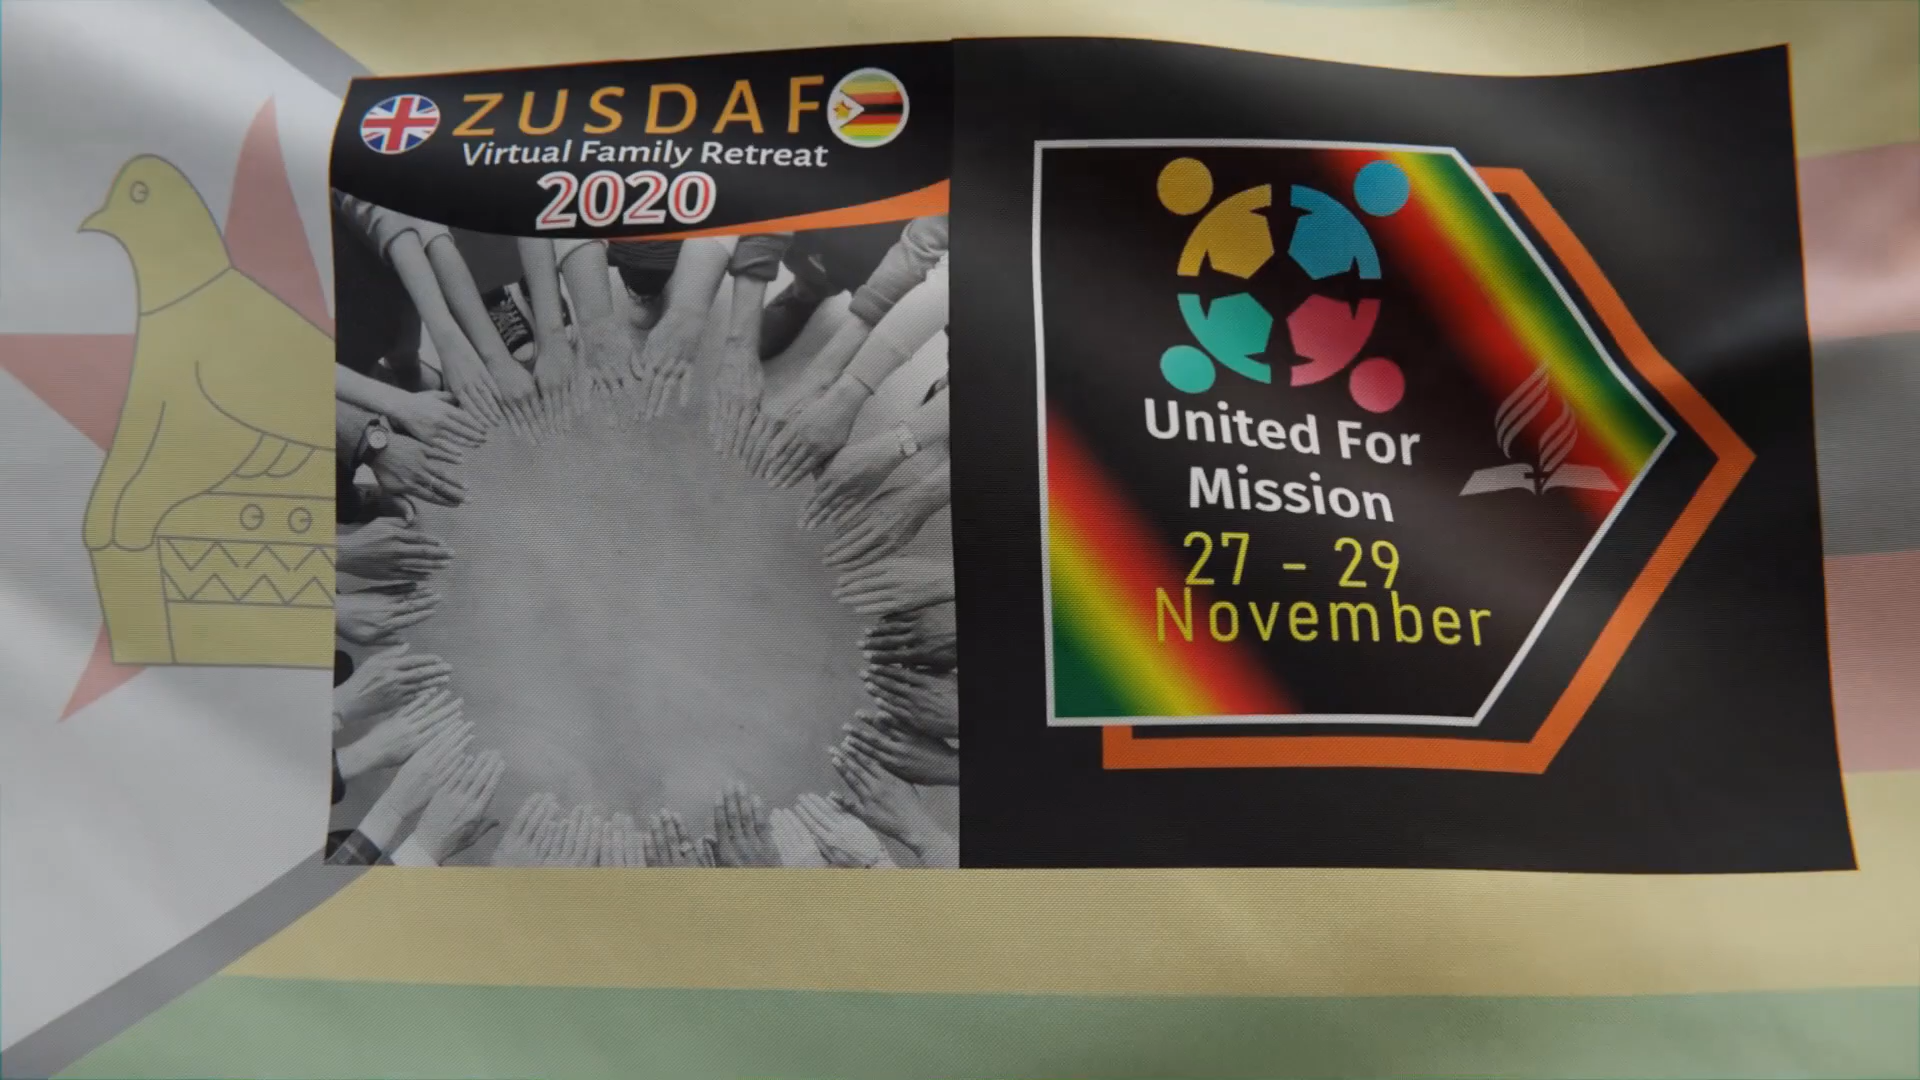 ZUSDAF
Virtual Family Retreat
2020
United For
Mission
27 - 29
November